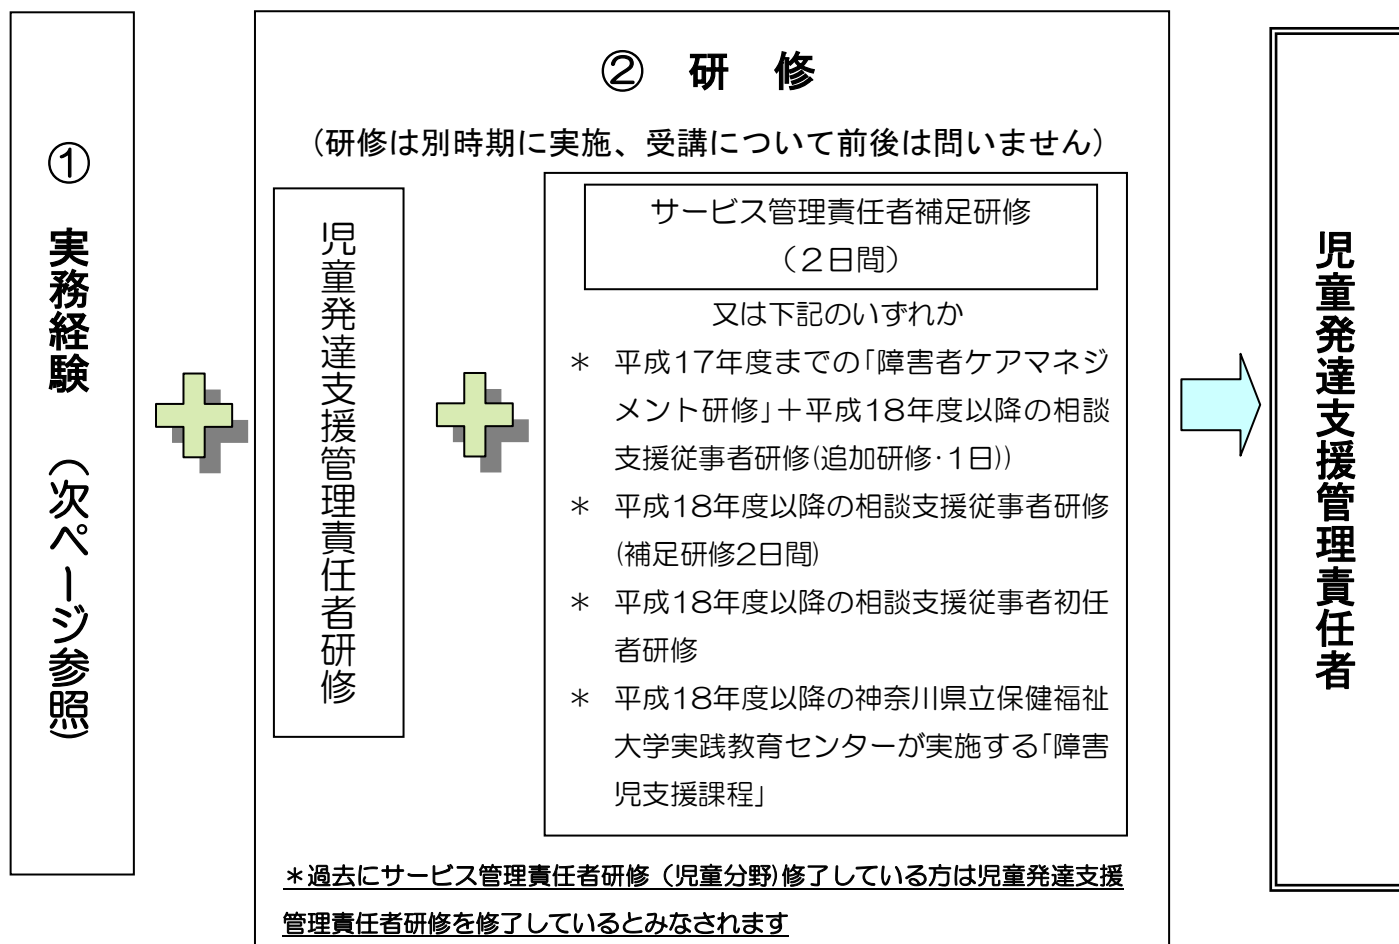 ① 実務経験 （次ページ参照）
② 研 修
（研修は別時期に実施、受講について前後は問いません）
児童発達支援管理責任者研修
サービス管理責任者補足研修
（２日間）
又は下記のいずれか
＊ 平成17年度までの「障害者ケアマネジ
メント研修」＋平成18年度以降の相談
支援従事者研修(追加研修･1日))
＊ 平成18年度以降の相談支援従事者研修
(補足研修2日間)
＊ 平成18年度以降の相談支援従事者初任
者研修
＊ 平成18年度以降の神奈川県立保健福祉
大学実践教育センターが実施する「障害
児支援課程」
＊過去にサービス管理責任者研修（児童分野)修了している方は児童発達支援
管理責任者研修を修了しているとみなされます
児童発達支援管理責任者